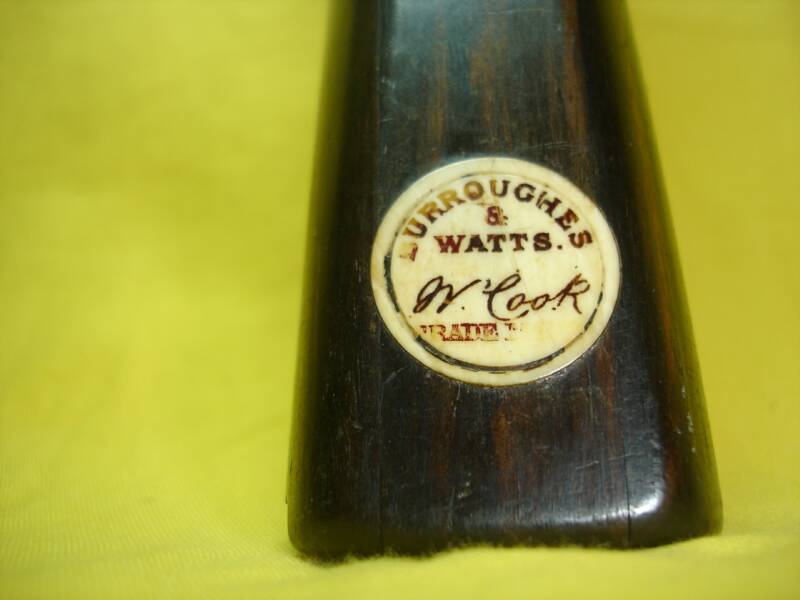 BURROUGHES
&
WATTS.
W. Cook
TRADE